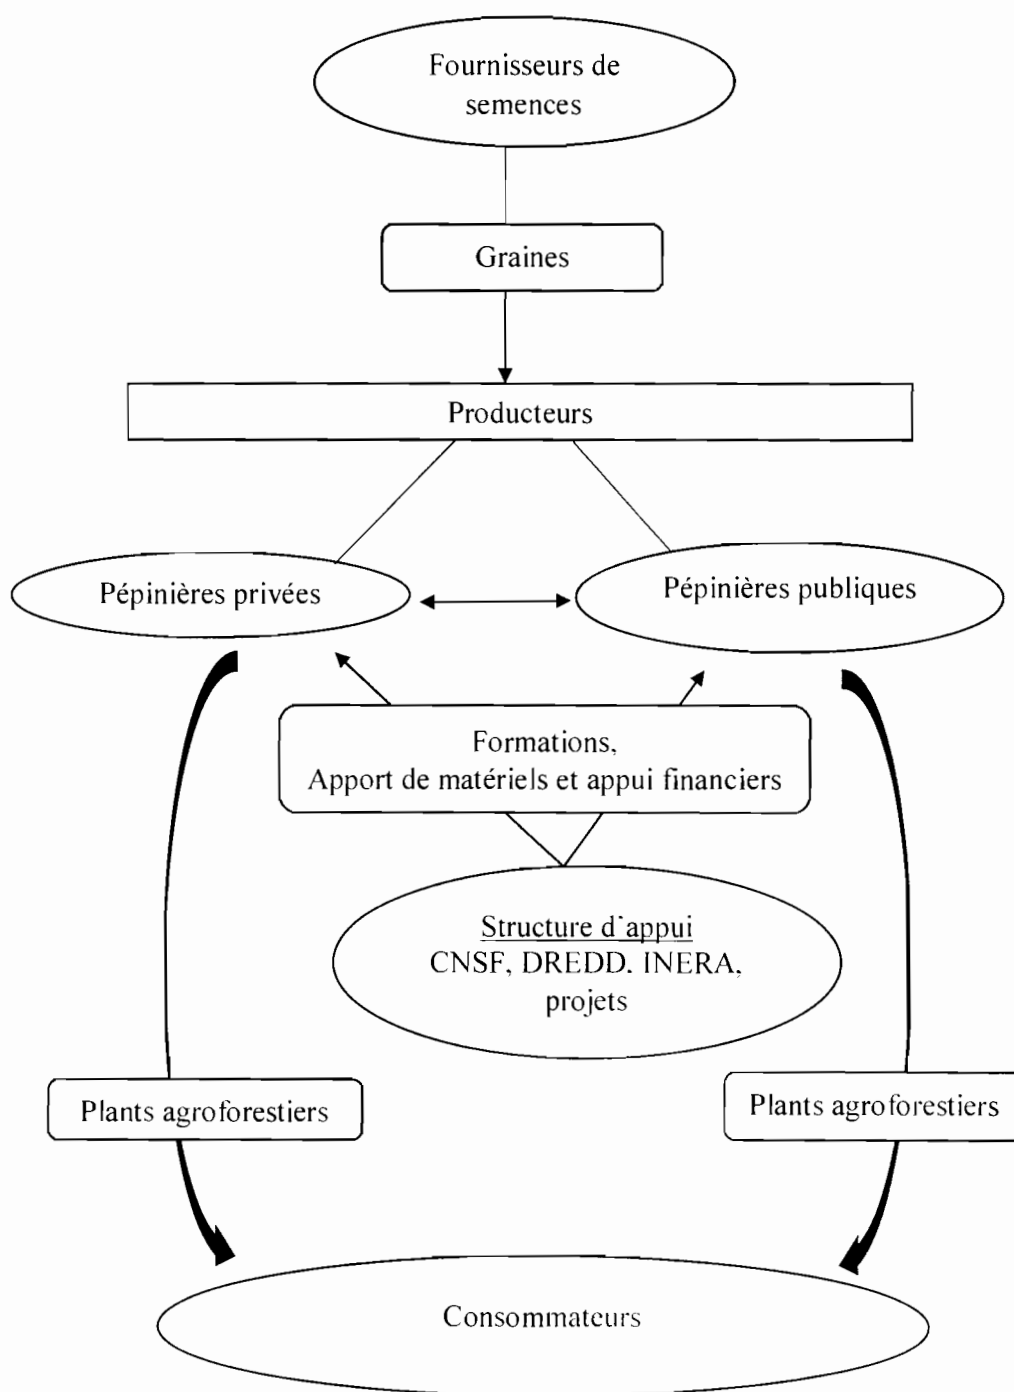 Fournisseurs de
semences
Graines
Producteurs
Pépinières privées
Pépinières publiques
Formations,
Apport de matériels et appui financiers
Structure d'appui
CNSF, DREDD. INERA,
projets
Plants agroforestiers
Plants agroforestiers
Consommateurs